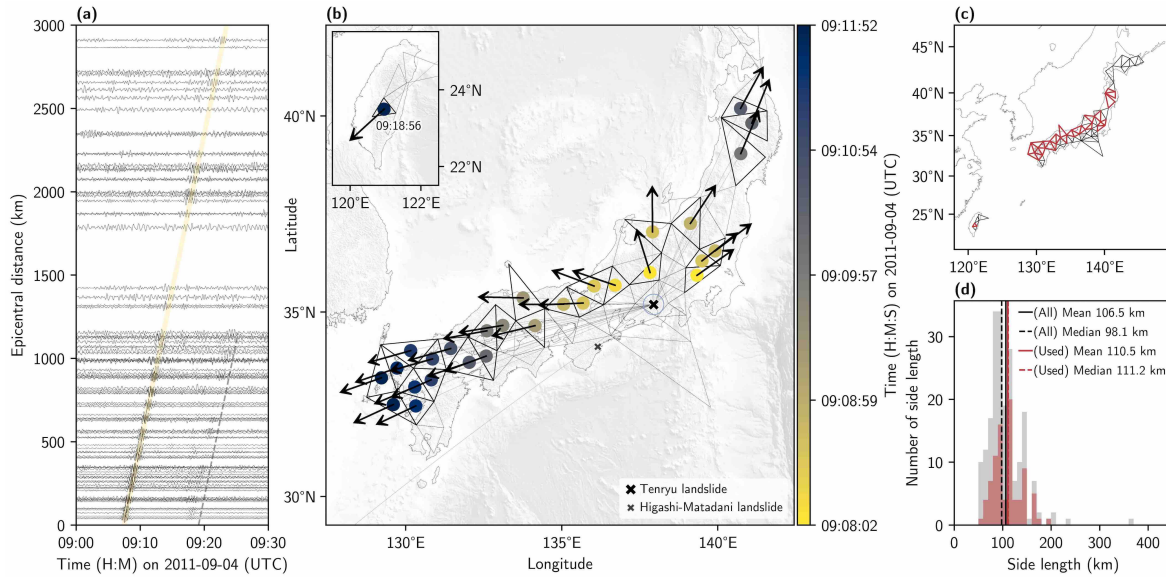 (a)
3000
2500
2000
1500
1000
500
0
Epicentral distance (km)
09:00
09:10
09:20
09:30
Time (H:M) on 2011-09-04 (UTC)
(b)
24°N
22°N
120°E
122°E
09:18:56
40°N
35°N
30°N
Latitude
130°E
135°E
140°E
Longitude
Tenryu landslide
Higashi-Matadani landslide
09:11:52
09:10:54
09:09:57
09:08:59
09:08:02
Time (H:M:S) on 2011-09-04 (UTC)
(c)
45°N
40°N
35°N
30°N
25°N
120°E
130°E
140°E
(d)
30
20
10
0
Number of side length
(All) Mean 106.5 km
(All) Median 98.1 km
(Used) Mean 110.5 km
(Used) Median 111.2 km
0
100
200
300
400
Side length (km)